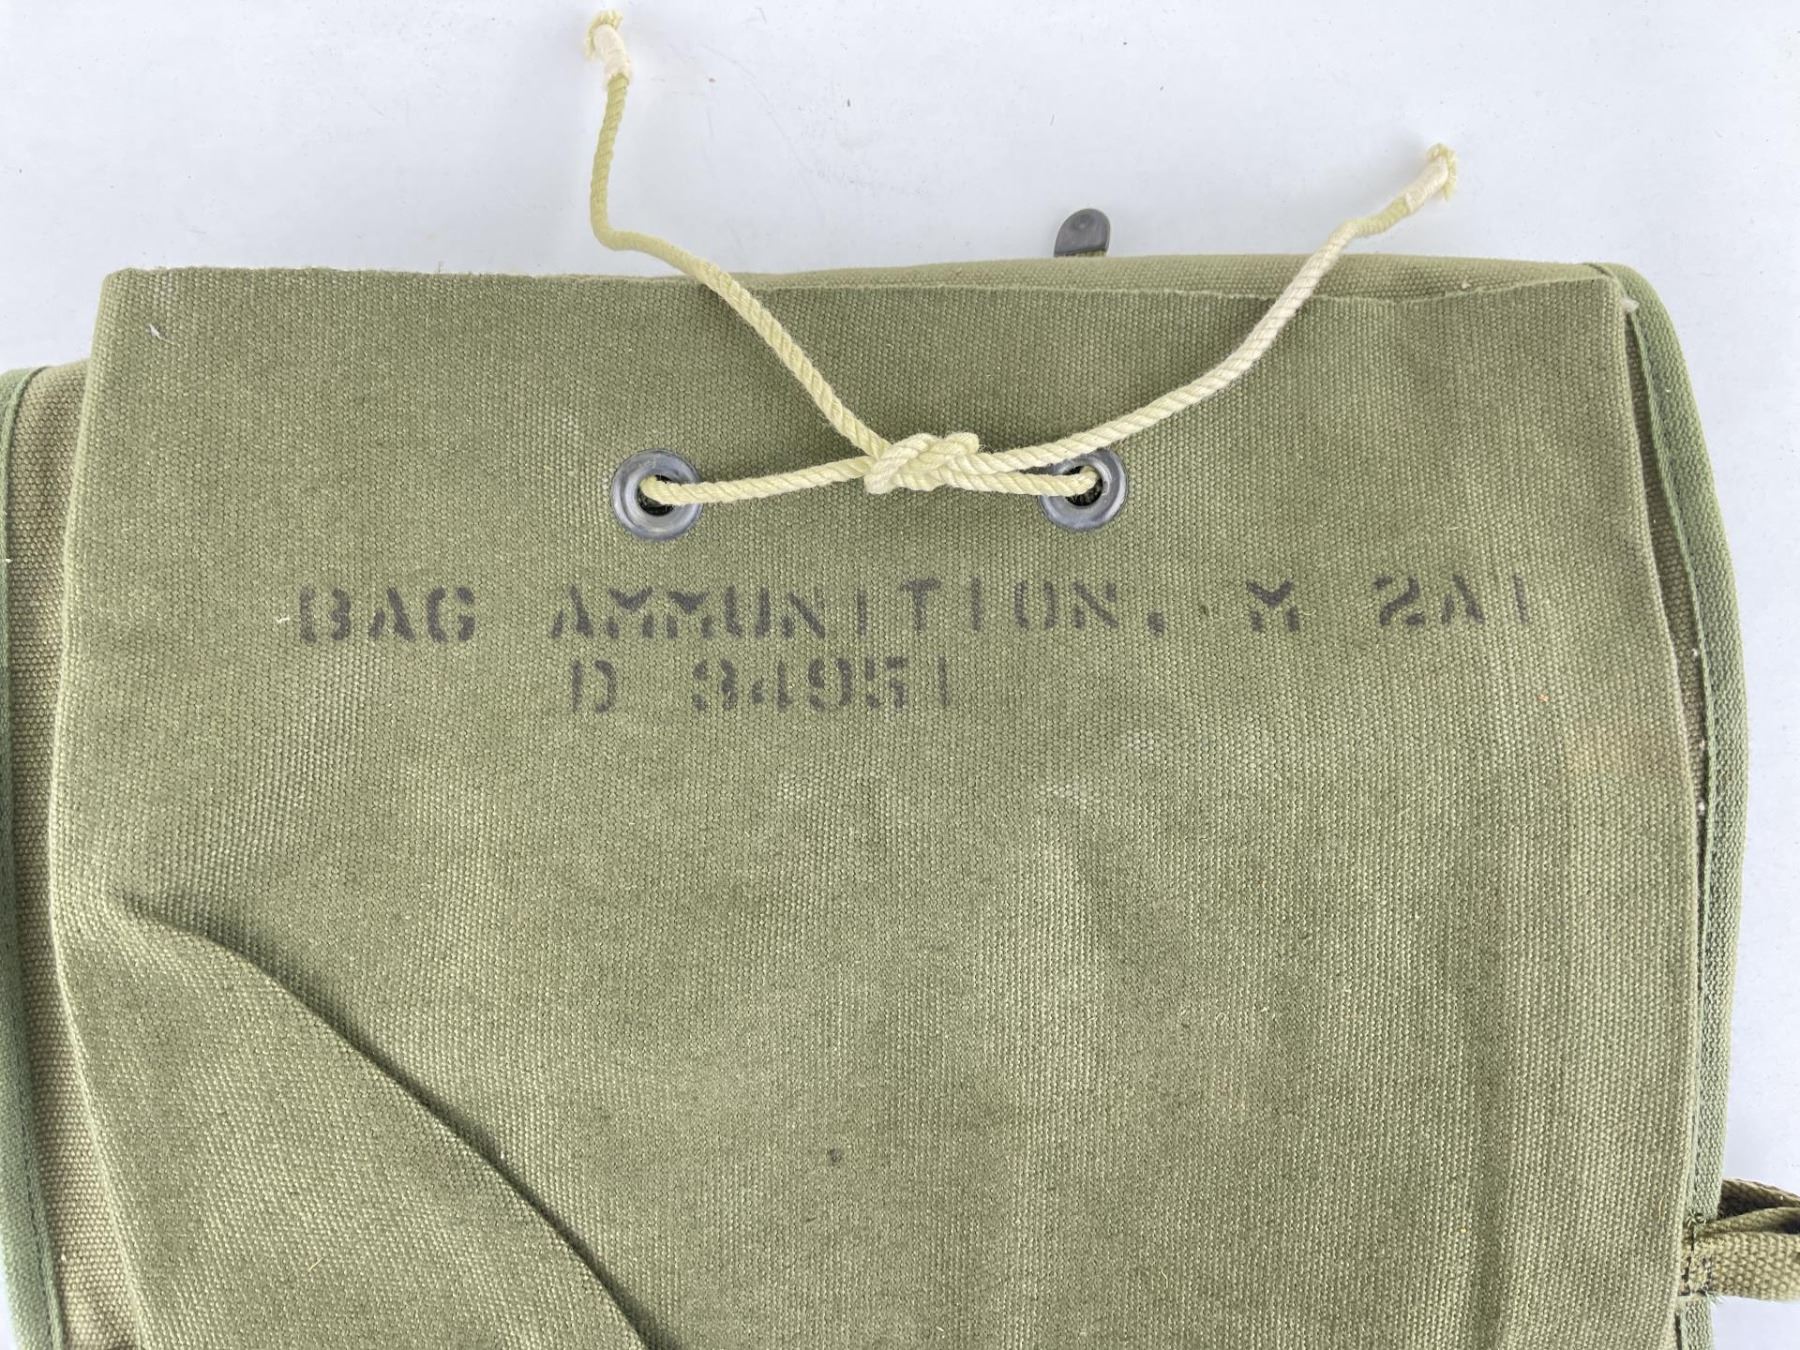 BAG AMMUNITION, M 2A1
D 34951